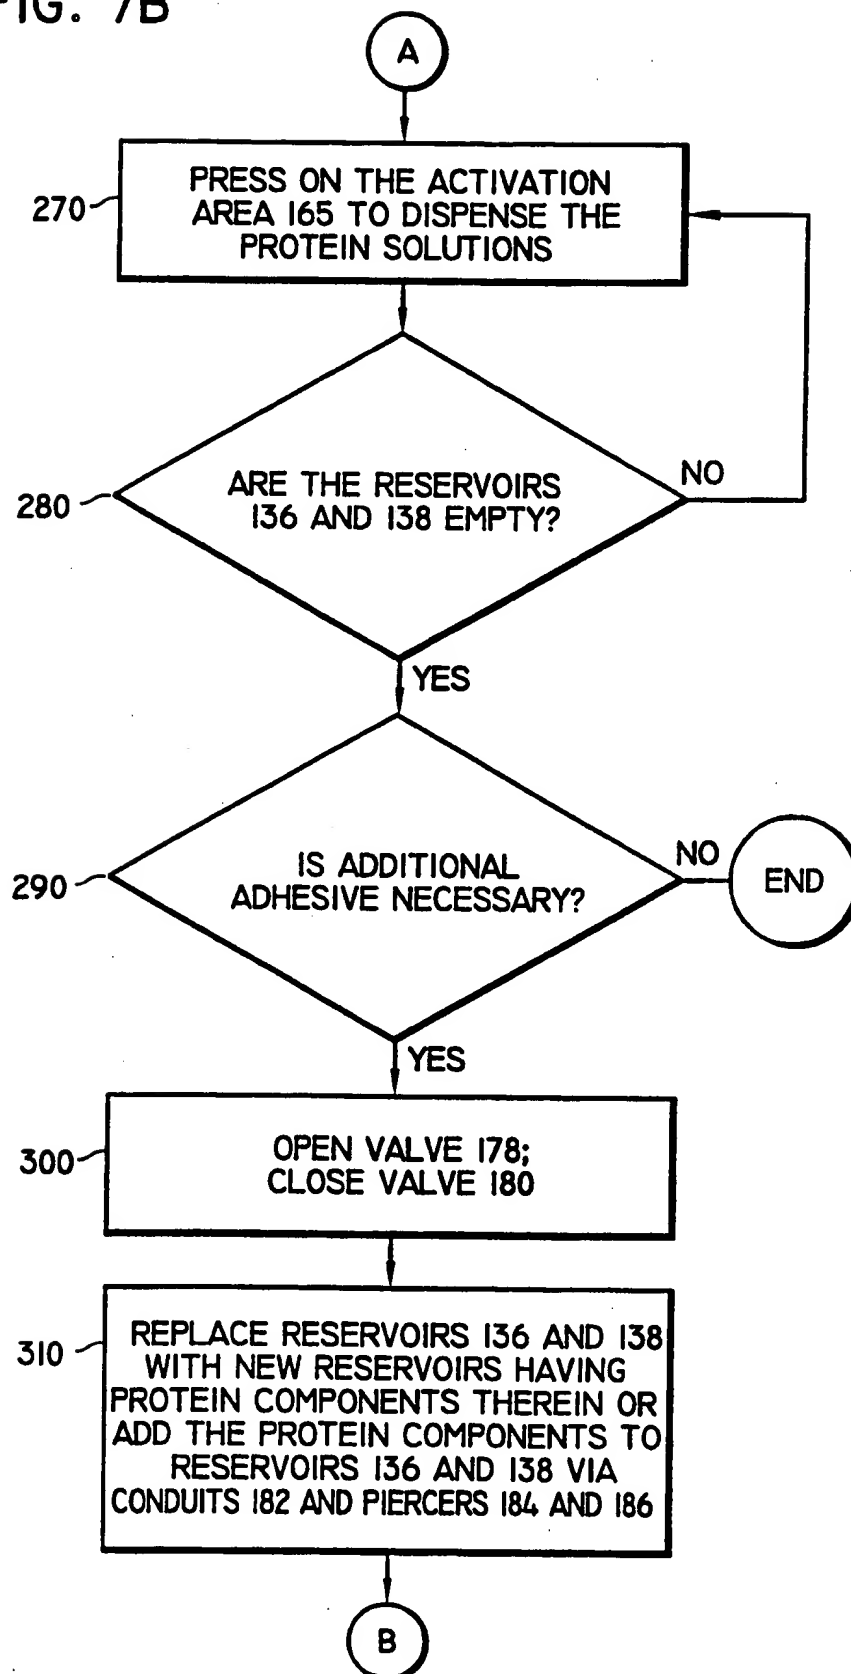 FIG. 7B
A
270
PRESS ON THE ACTIVATION
AREA 165 TO DISPENSE THE
PROTEIN SOLUTIONS
280
ARE THE RESERVOIRS
136 AND 138 EMPTY?
NO
YES
290
IS ADDITIONAL
ADHESIVE NECESSARY?
NO
END
YES
300
OPEN VALVE 178;
CLOSE VALVE 180
310
REPLACE RESERVOIRS 136 AND 138
WITH NEW RESERVOIRS HAVING
PROTEIN COMPONENTS THEREIN OR
ADD THE PROTEIN COMPONENTS TO
RESERVOIRS 136 AND 138 VIA
CONDUITS 182 AND PIERCERS 184 AND 186
B